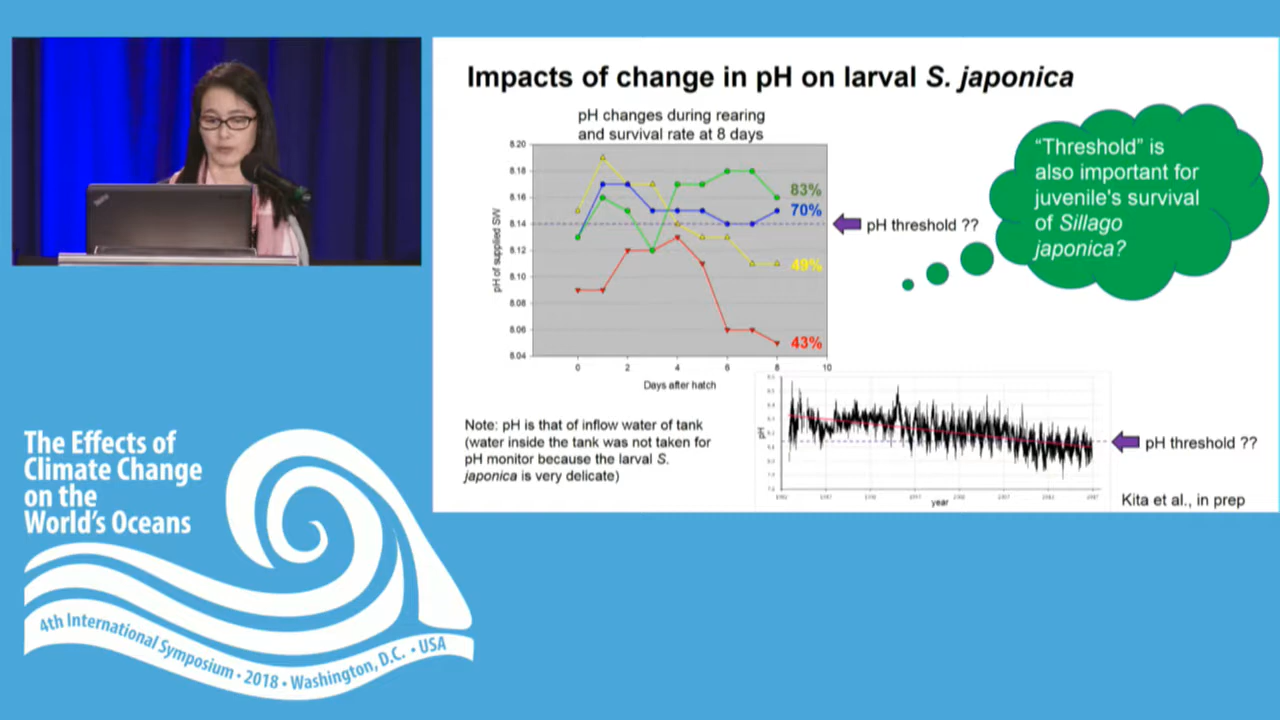 Impacts of change in pH on larval S. japonica
pH changes during rearing
and survival rate at 8 days
8.20
8.18
8.16
8.14
8.12
8.10
8.08
8.06
8.04
pH of supplied SW
0
2
4
6
8
10
Days after hatch
83%
70%
49%
43%
pH threshold ??
"Threshold" is
also important for
juvenile's survival
of Sillago
japonica?
Note: pH is that of inflow water of tank
(water inside the tank was not taken for
pH monitor because the larval S.
japonica is very delicate)
pH
year
pH threshold ??
Kita et al., in prep
The Effects of
Climate Change
on the
World's Oceans
4th International Symposium • 2018 • Washington, D.C. • USA